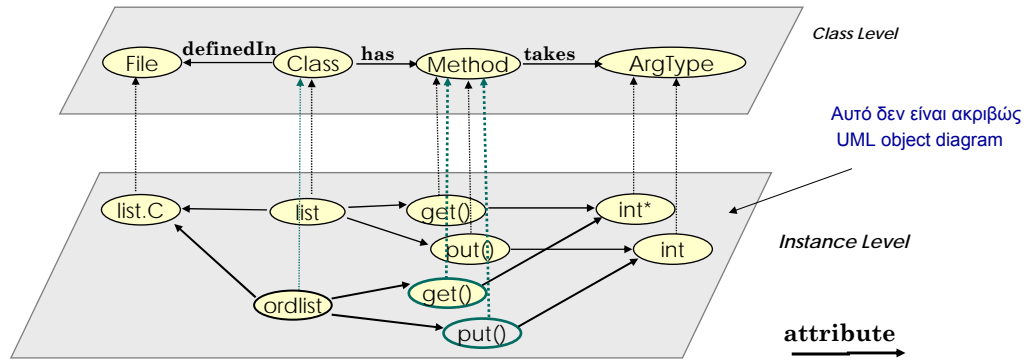 Class Level
definedIn
has
takes
File
Class
Method
ArgType
Αυτό δεν είναι ακριβώς
UML object diagram
list.C
list
get()
int*
put()
int
Instance Level
get()
ordlist
put()
attribute